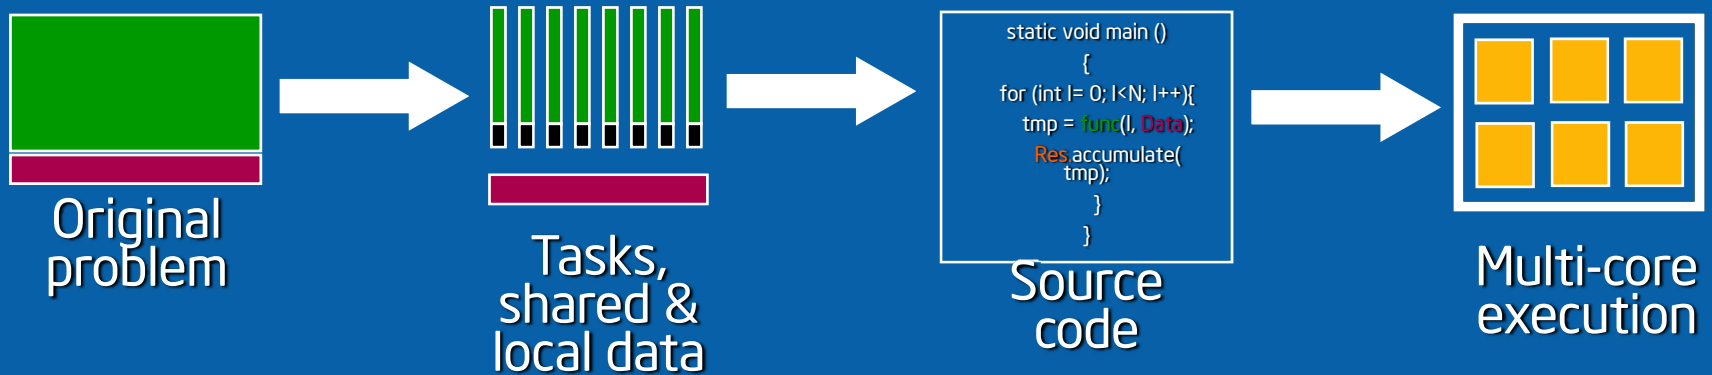 static void main ()
{
for (int I= 0; I<N; I++){
tmp = func(I, Data);
Res.accumulate(
tmp);
}
}
Original
problem
Tasks,
shared &
local data
Source
code
Multi-core
execution